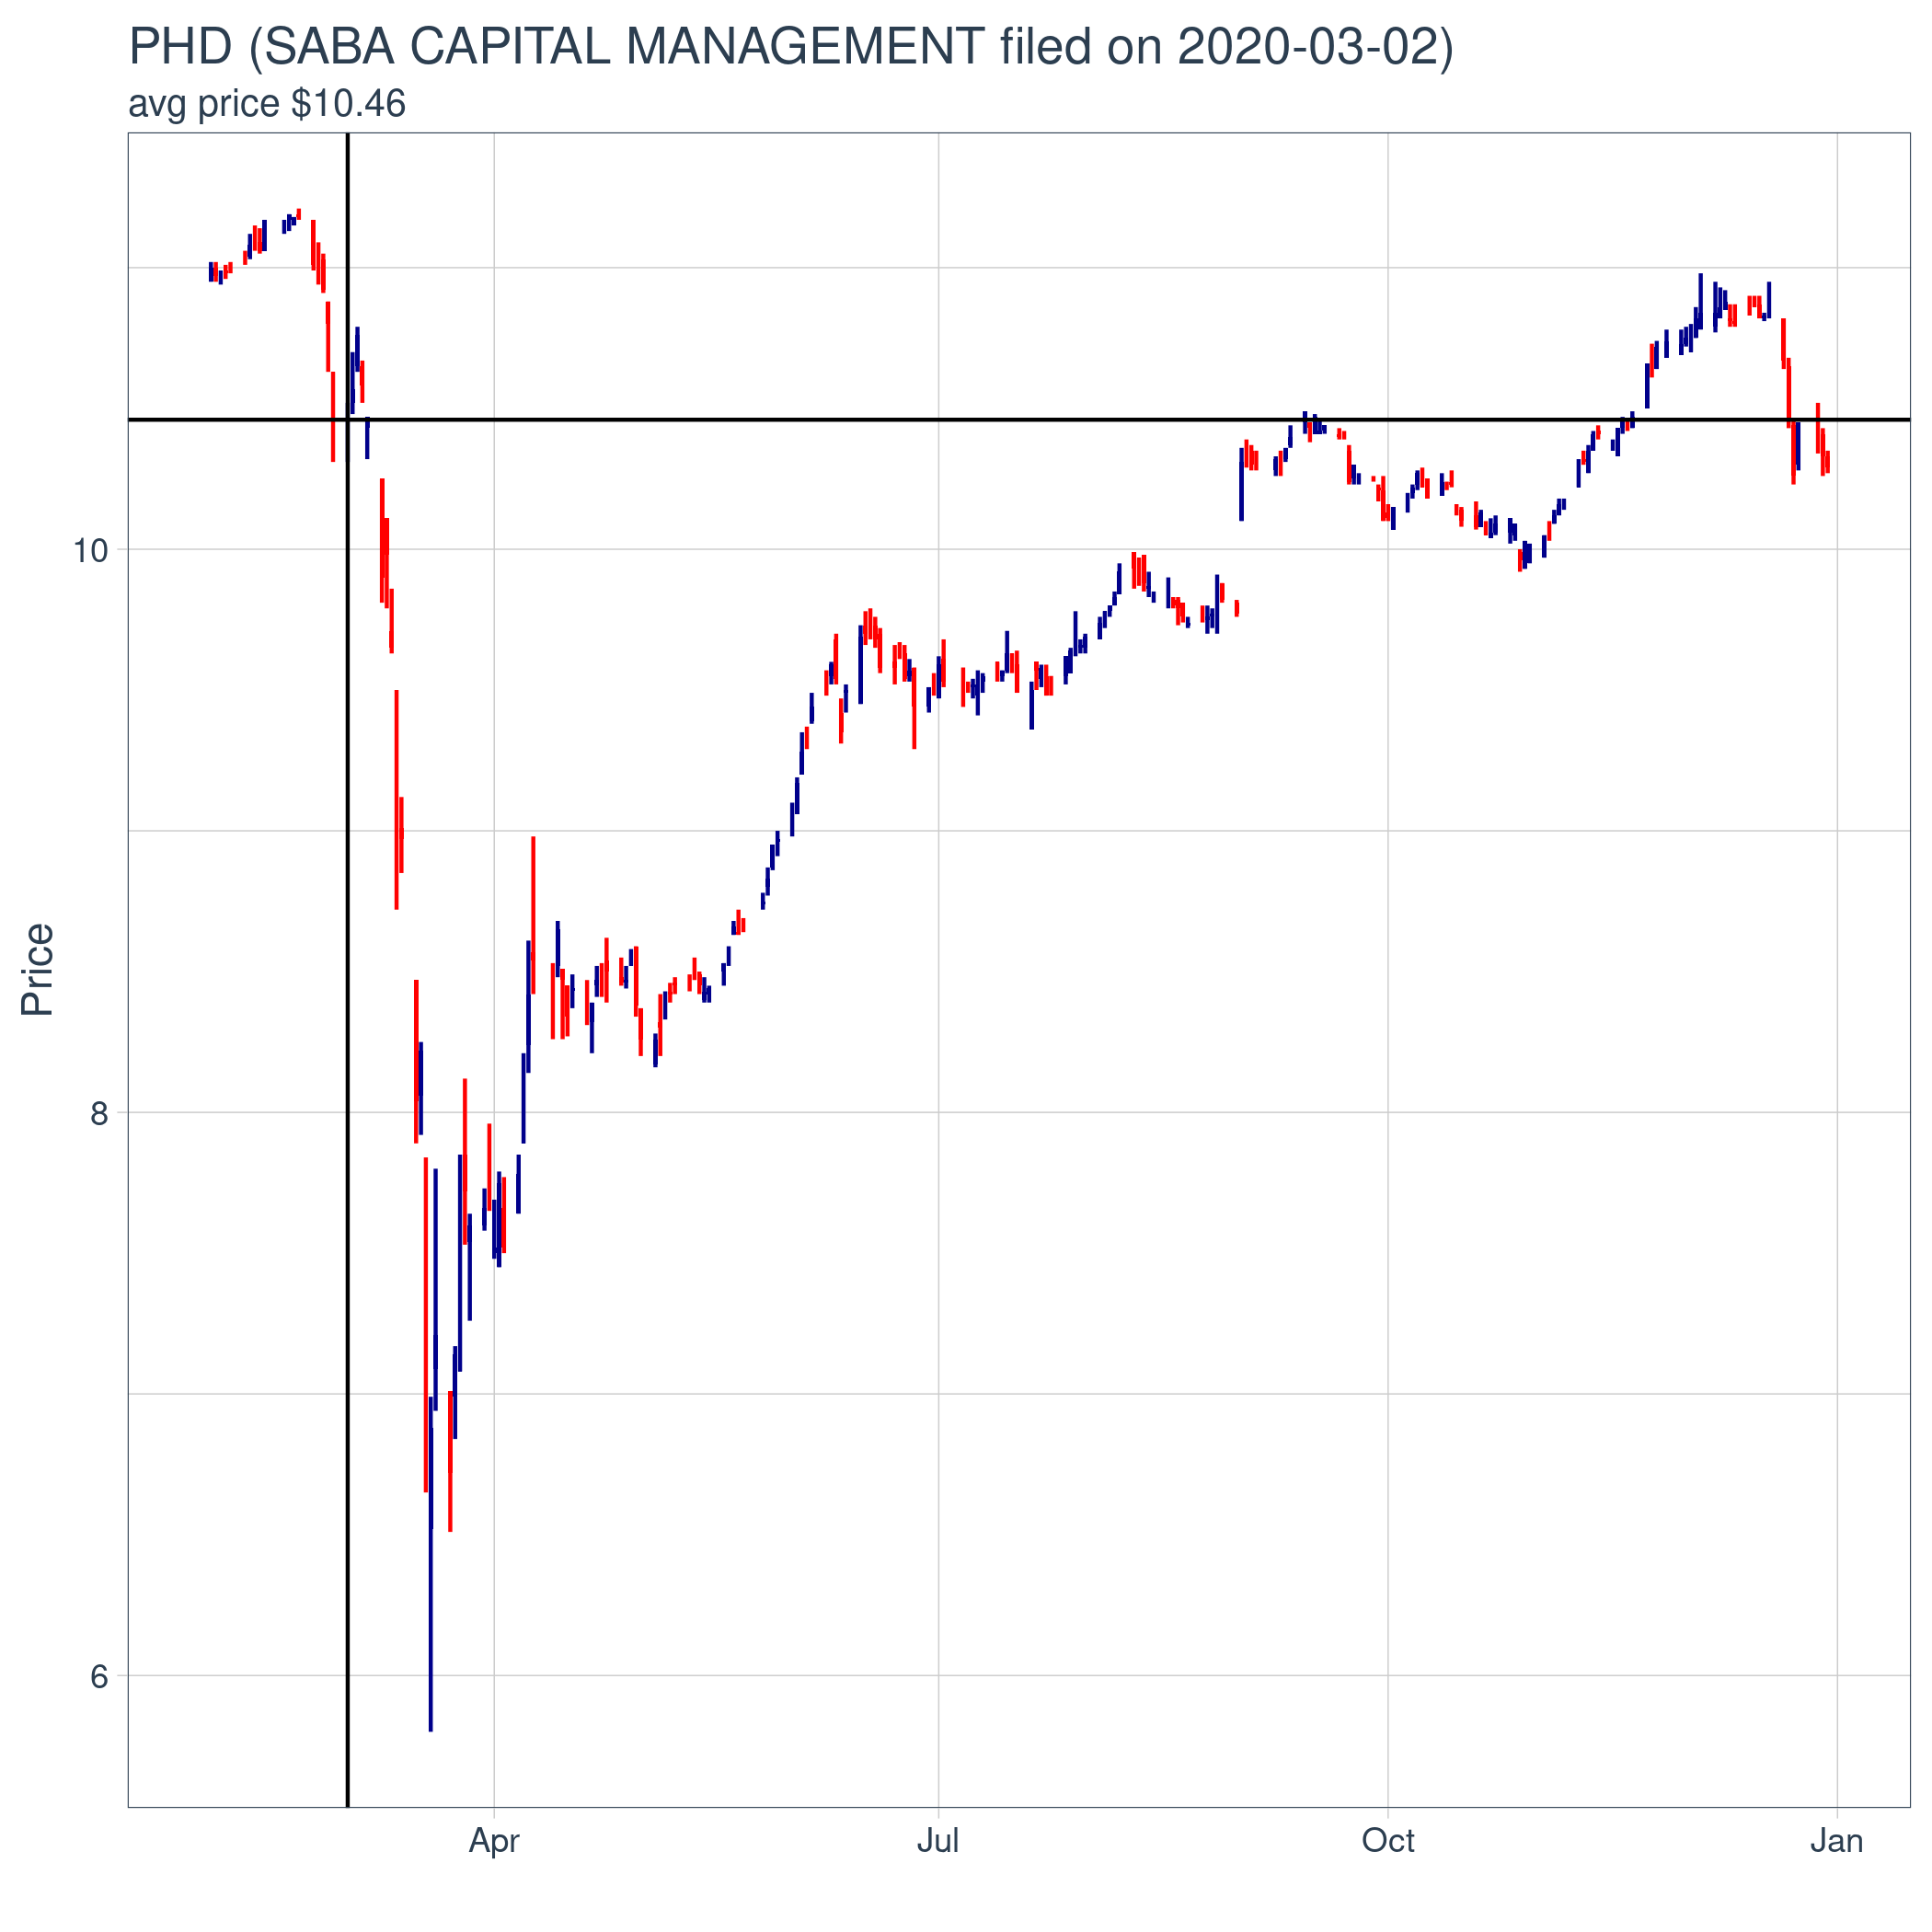 PHD (SABA CAPITAL MANAGEMENT filed on 2020-03-02)
avg price $10.46
Price
10
8
6
Apr
Jul
Oct
Jan